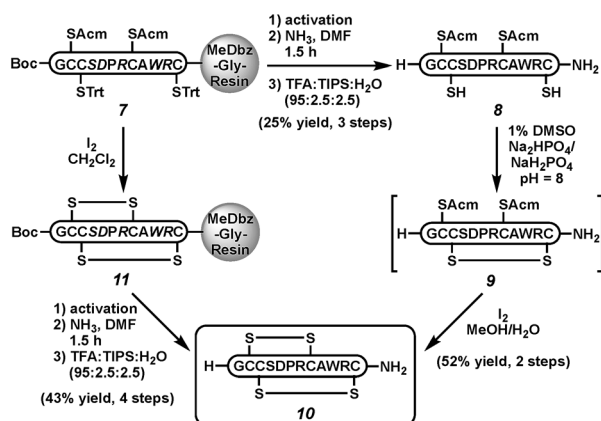 SAcm SAcm
Boc GCCSDPRCAWRC
STrt STrt
MeDbz
-Gly-
Resin
7
1) activation
2) NH3, DMF
1.5 h
3) TFA:TIPS:H2O
(95:2.5:2.5)
(25% yield, 3 steps)
SAcm SAcm
H GCCSDPRCAWRC NH2
SH SH
8
I2
CH2Cl2
1% DMSO
Na2HPO4/
NaH2PO4
pH = 8
S S
Boc GCCSDPRCAWRC
S S
MeDbz
-Gly-
Resin
11
SAcm SAcm
H GCCSDPRCAWRC NH2
S S
9
1) activation
2) NH3, DMF
1.5 h
3) TFA:TIPS:H2O
(95:2.5:2.5)
(43% yield, 4 steps)
S S
H GCCSDPRCAWRC NH2
S S
10
I2
MeOH/H2O
(52% yield, 2 steps)